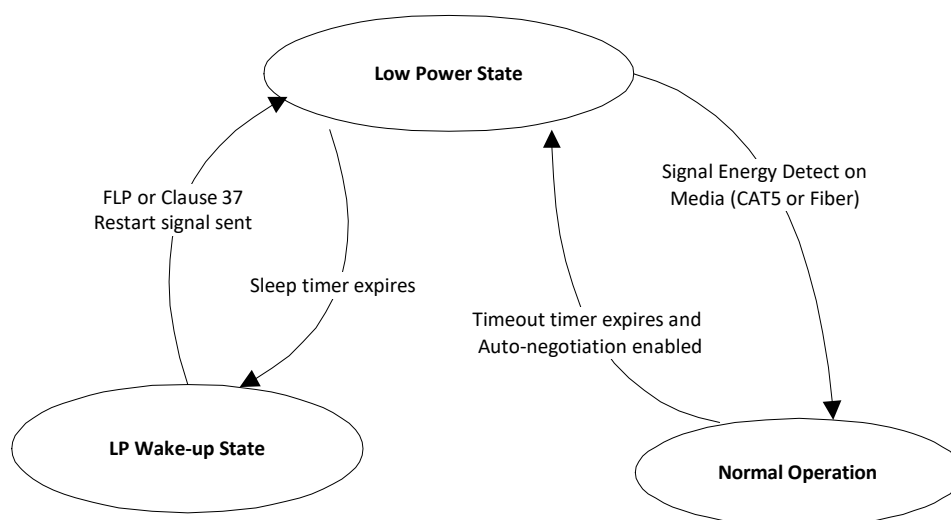 Low Power State
FLP or Clause 37
Restart signal sent
Signal Energy Detect on
Media (CAT5 or Fiber)
Sleep timer expires
Timeout timer expires and
Auto-negotiation enabled
LP Wake-up State
Normal Operation